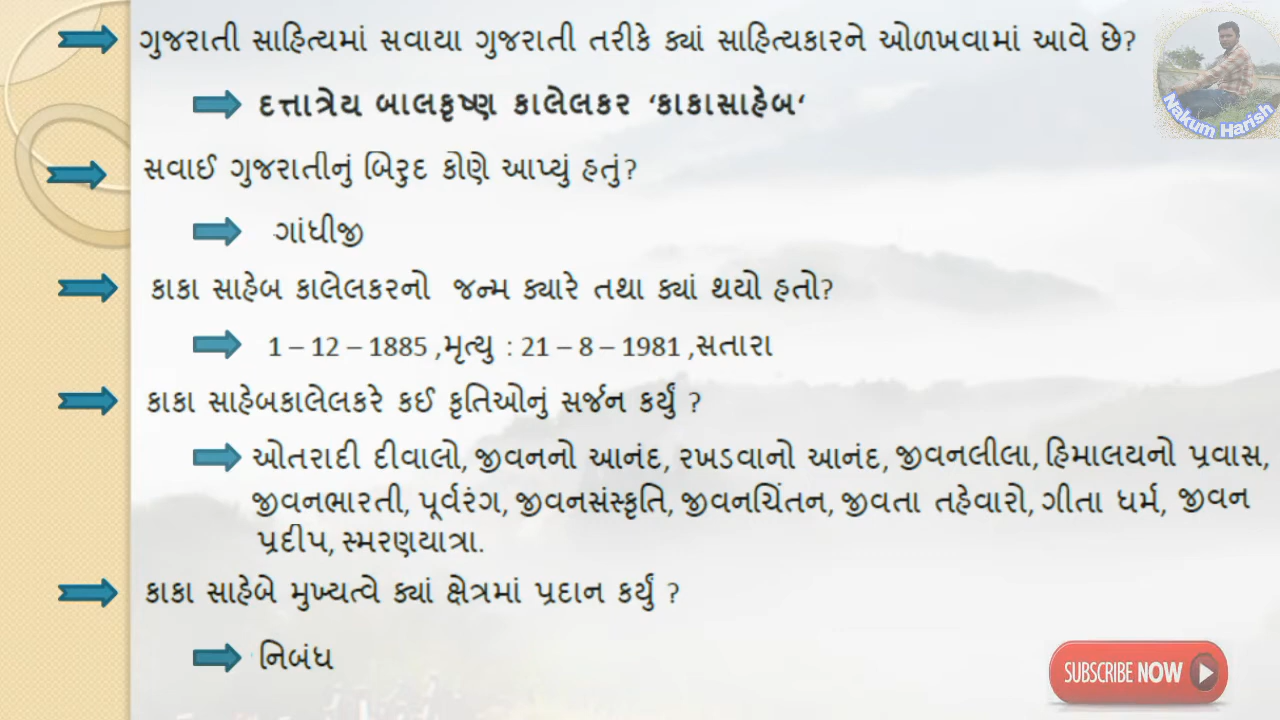 ગુજરાતી સાહિત્યમાં સવાયા ગુજરાતી તરીકે ક્યાં સાહિત્યકારને ઓળખવામાં આવે છે?
દત્તાત્રેય બાલકૃષ્ણ કાલેલકર ‘કાકાસાહેબ‘
સવાઈ ગુજરાતીનું બિરુદ કોણે આપ્યું હતું?
ગાંધીજી
કાકા સાહેબ કાલેલકરનો જન્મ ક્યારે તથા ક્યાં થયો હતો?
1 – 12 – 1885 ,મૃત્યુ : 21 – 8 – 1981 ,સતારા
કાકા સાહેબકાલેલકરે કઈ કૃતિઓનું સર્જન કર્યું ?
ઓતરાદી દીવાલો, જીવનનો આનંદ, રખડવાનો આનંદ, જીવનલીલા, હિમાલયનો પ્રવાસ,
જીવનભારતી, પૂર્વરંગ, જીવનસંસ્કૃતિ, જીવનચિંતન, જીવતા તહેવારો, ગીતા ધર્મ, જીવન
પ્રદીપ, સ્મરણયાત્રા.
કાકા સાહેબે મુખ્યત્વે ક્યાં ક્ષેત્રમાં પ્રદાન કર્યું ?
નિબંધ
Nakum Harish
SUBSCRIBE NOW